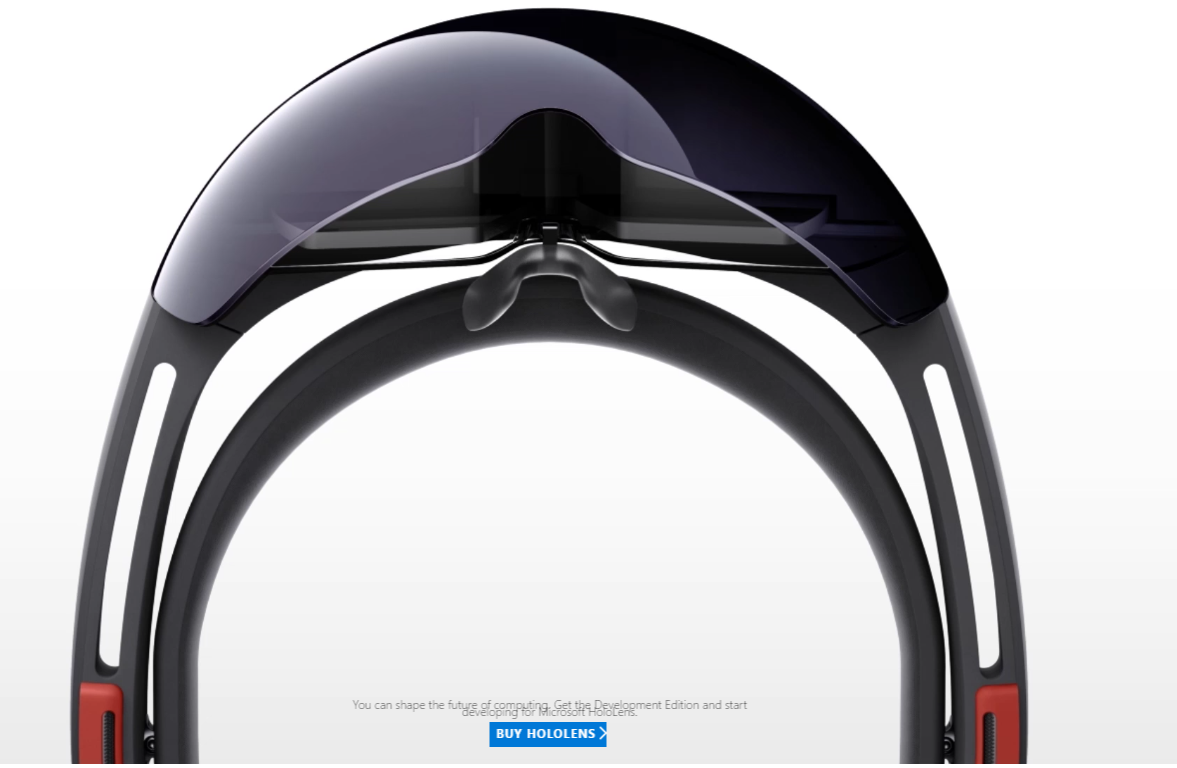 You can shape the future of computing. Get the Development Edition and start
developing for Microsoft HoloLens.
BUY HOLOLENS